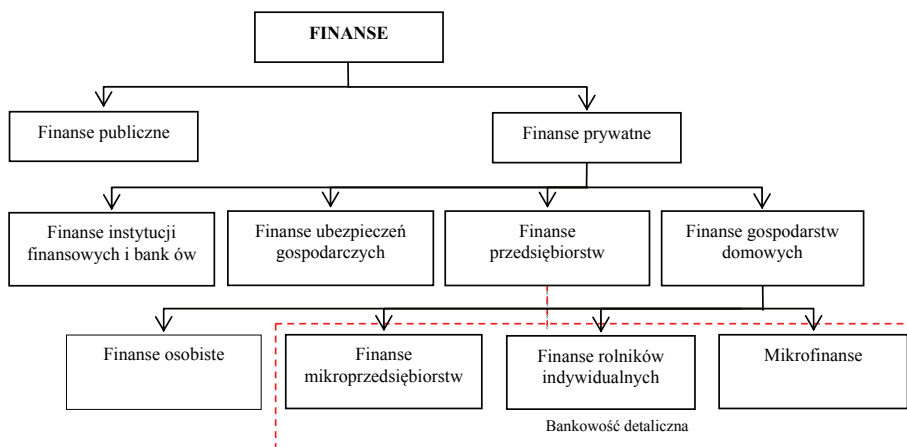 FINANSE
Finanse publiczne
Finanse prywatne
Finanse instytucji
finansowych i bank ów
Finanse ubezpieczeń
gospodarczych
Finanse
przedsiębiorstw
Finanse gospodarstw
domowych
Finanse osobiste
Finanse
mikroprzedsiębiorstw
Finanse rolników
indywidualnych
Mikrofinanse
Bankowość detaliczna